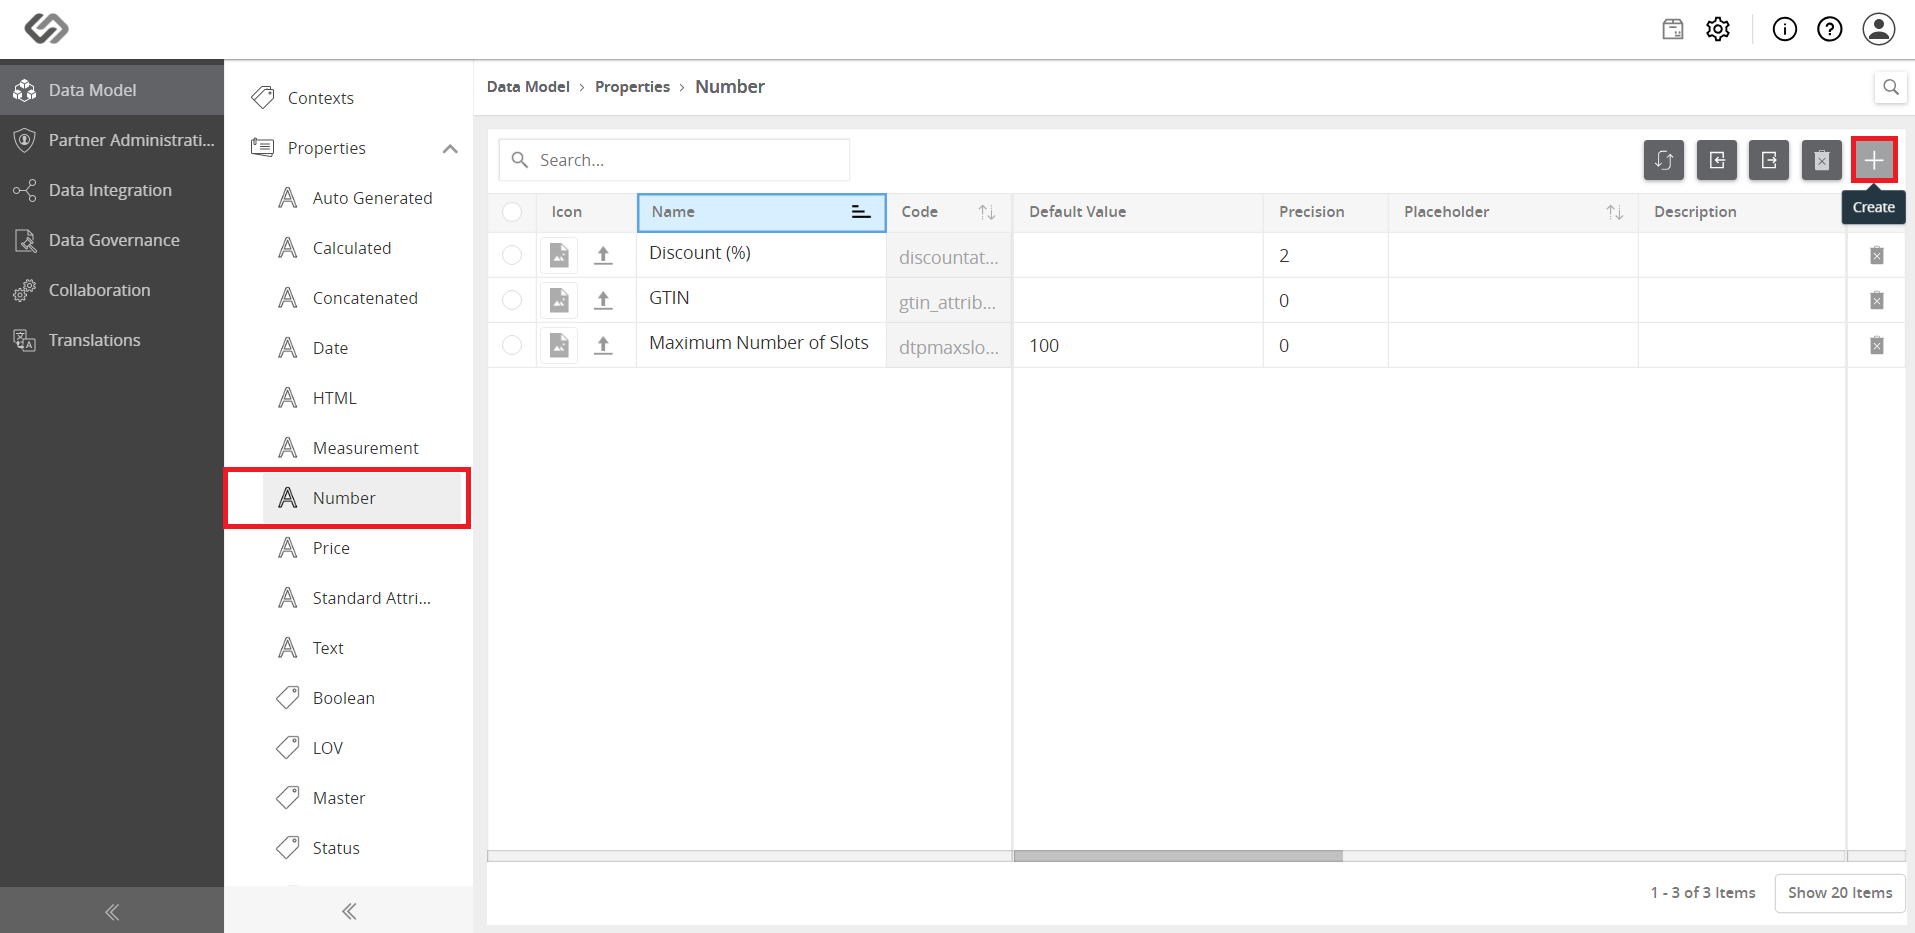 Data Model
Partner Administrati...
Data Integration
Data Governance
Collaboration
Translations
Contexts
Properties
Auto Generated
Calculated
Concatenated
Date
HTML
Measurement
Number
Price
Standard Attri...
Text
Boolean
LOV
Master
Status
Data Model › Properties › Number
Search...
Create
Icon Name Code Default Value Precision Placeholder Description
Discount (%) discountat... 2
GTIN gtin_attrib... 0
Maximum Number of Slots dtpmaxslo... 100 0
1 - 3 of 3 Items Show 20 Items